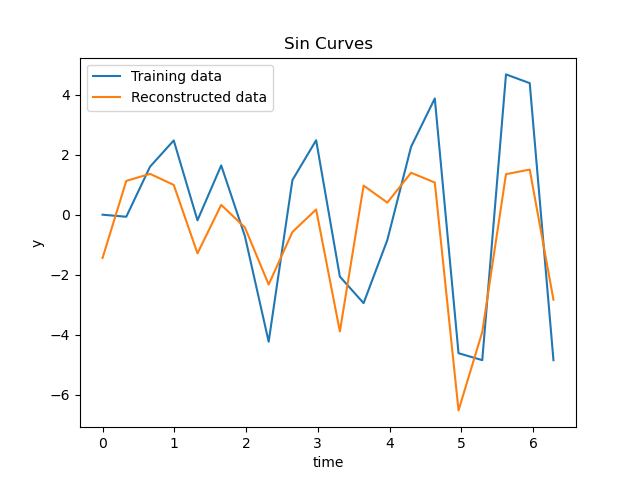 Sin Curves
Training data
Reconstructed data
4
2
0
−2
−4
−6
y
0 1 2 3 4 5 6
time